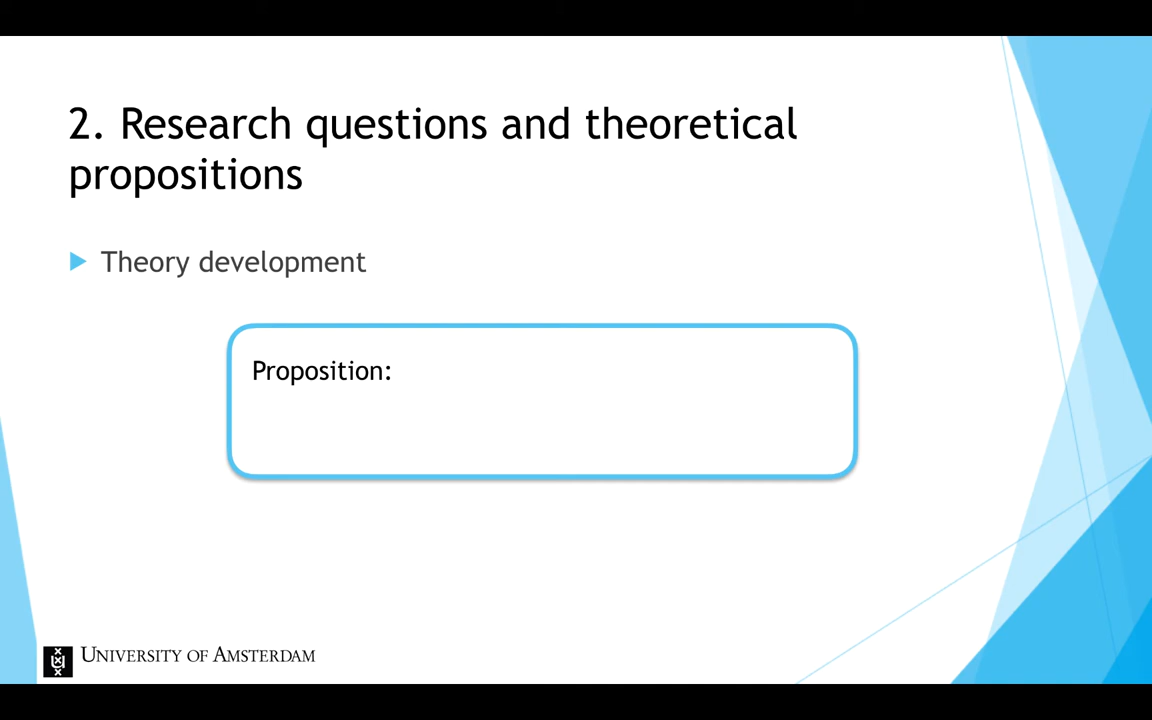 2. Research questions and theoretical
propositions
Theory development
Proposition:
UNIVERSITY OF AMSTERDAM